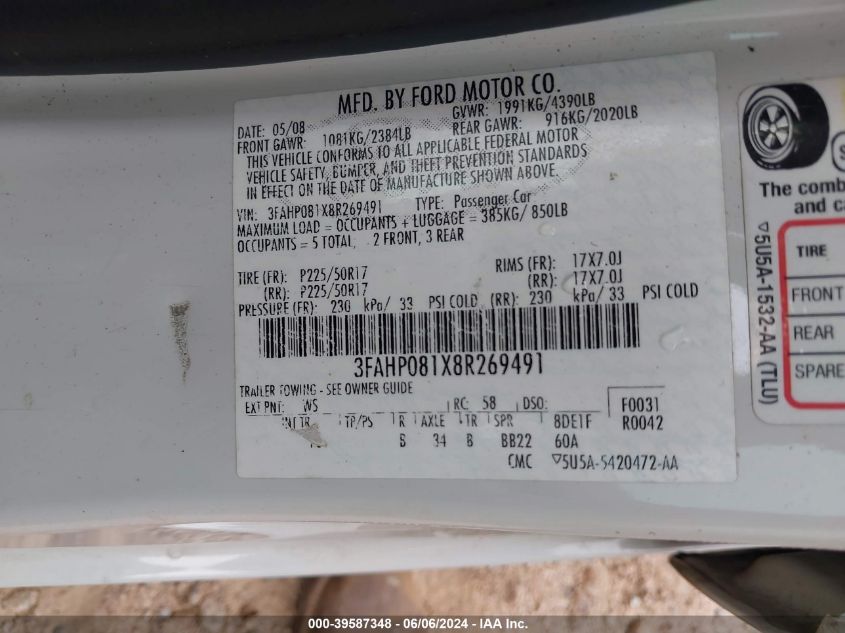 MFD. BY FORD MOTOR CO.
DATE: 05/08 GVWR: 1991KG/4390LB
FRONT GAWR: 1081KG/2384LB REAR GAWR: 916KG/2020LB
THIS VEHICLE CONFORMS TO ALL APPLICABLE FEDERAL MOTOR
VEHICLE SAFETY, BUMPER, AND THEFT PREVENTION STANDARDS
IN EFFECT ON THE DATE OF MANUFACTURE SHOWN ABOVE.
VIN: 3FAHP081X8R269491 TYPE: Passenger Car
MAXIMUM LOAD = OCCUPANTS + LUGGAGE = 385KG/ 850LB
OCCUPANTS = 5 TOTAL, 2 FRONT, 3 REAR
TIRE (FR): P225/50R17 RIMS (FR): 17X7.0J
(RR): P225/50R17 (RR): 17X7.0J
PRESSURE (FR): 230 kPa/ 33 PSI COLD (RR): 230 kPa/ 33 PSI COLD
3FAHP081X8R269491
TRAILER TOWING - SEE OWNER GUIDE
EXT PNT: WS RC: 58 DSO: F0031
INT TR TP/PS R AXLE TR SPR 8DE1F R0042
34 B BB22 60A
CMC 5U5A-5420472-AA
The comb
and ca
5U5A-1532-AA (TLU)
TIRE
FRONT
REAR
SPARE
000-39587348 - 06/06/2024 - IAA Inc.